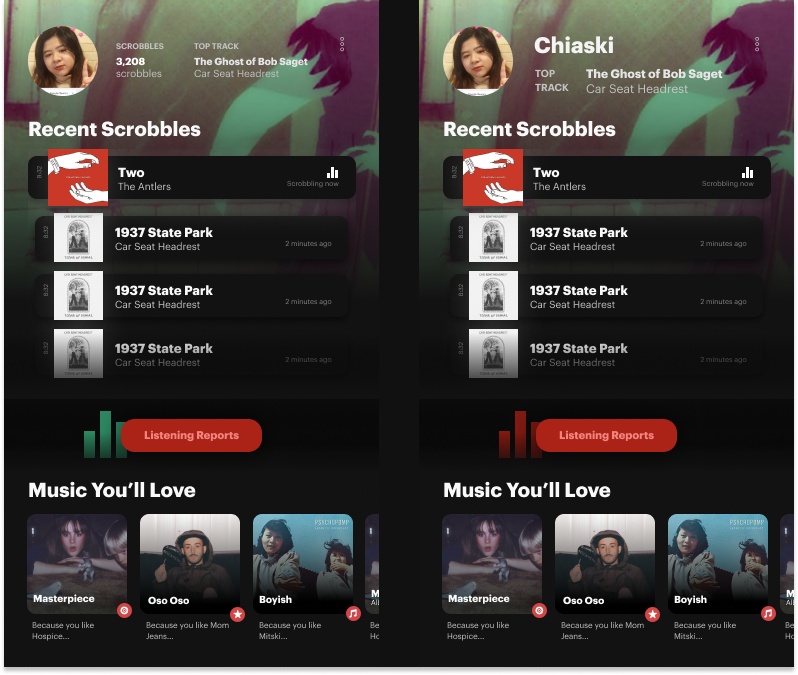 SCROBBLES
TOP TRACK
3,208
The Ghost of Bob Saget
scrobbles
Car Seat Headrest
Recent Scrobbles
8:32
Two
The Antlers
Scrobbling now
8:32
1937 State Park
Car Seat Headrest
2 minutes ago
8:32
1937 State Park
Car Seat Headrest
2 minutes ago
8:32
1937 State Park
Car Seat Headrest
2 minutes ago
Listening Reports
Music You’ll Love
Masterpiece
Because you like
Hospice...
Oso Oso
Because you like Mom
Jeans...
PSYCHOPOMP
Boyish
Because you like
Mitski...
M
Al
Be
Ho
Chiaski
TOP
TRACK
The Ghost of Bob Saget
Car Seat Headrest
Recent Scrobbles
8:32
Two
The Antlers
Scrobbling now
8:32
1937 State Park
Car Seat Headrest
2 minutes ago
8:32
1937 State Park
Car Seat Headrest
2 minutes ago
8:32
1937 State Park
Car Seat Headrest
2 minutes ago
Listening Reports
Music You’ll Love
Masterpiece
Because you like
Hospice...
Oso Oso
Because you like Mom
Jeans...
PSYCHOPOMP
Boyish
Because you like
Mitski...
M
Al
Be
Ho